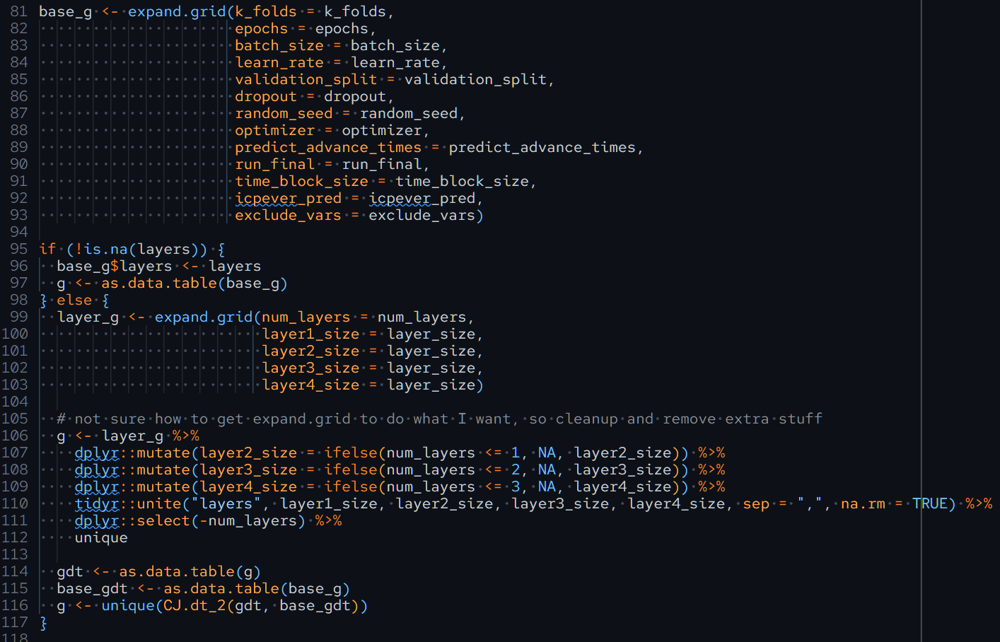 81 base_g <- expand.grid(k_folds = k_folds,
82                       epochs = epochs,
83                       batch_size = batch_size,
84                       learn_rate = learn_rate,
85                       validation_split = validation_split,
86                       dropout = dropout,
87                       random_seed = random_seed,
88                       optimizer = optimizer,
89                       predict_advance_times = predict_advance_times,
90                       run_final = run_final,
91                       time_block_size = time_block_size,
92                       icpever_pred = icpever_pred,
93                       exclude_vars = exclude_vars)
94
95 if (!is.na(layers)) {
96   base_g$layers <- layers
97   g <- as.data.table(base_g)
98 } else {
99   layer_g <- expand.grid(num_layers = num_layers,
100                          layer1_size = layer_size,
101                          layer2_size = layer_size,
102                          layer3_size = layer_size,
103                          layer4_size = layer_size)
104
105   # not sure how to get expand.grid to do what I want, so cleanup and remove extra stuff
106   g <- layer_g %>%
107     dplyr::mutate(layer2_size = ifelse(num_layers <= 1, NA, layer2_size)) %>%
108     dplyr::mutate(layer3_size = ifelse(num_layers <= 2, NA, layer3_size)) %>%
109     dplyr::mutate(layer4_size = ifelse(num_layers <= 3, NA, layer4_size)) %>%
110     tidyr::unite("layers", layer1_size, layer2_size, layer3_size, layer4_size, sep = ",", na.rm = TRUE) %>%
111     dplyr::select(-num_layers) %>%
112     unique
113
114   gdt <- as.data.table(g)
115   base_gdt <- as.data.table(base_g)
116   g <- unique(CJ.dt_2(gdt, base_gdt))
117 }
118